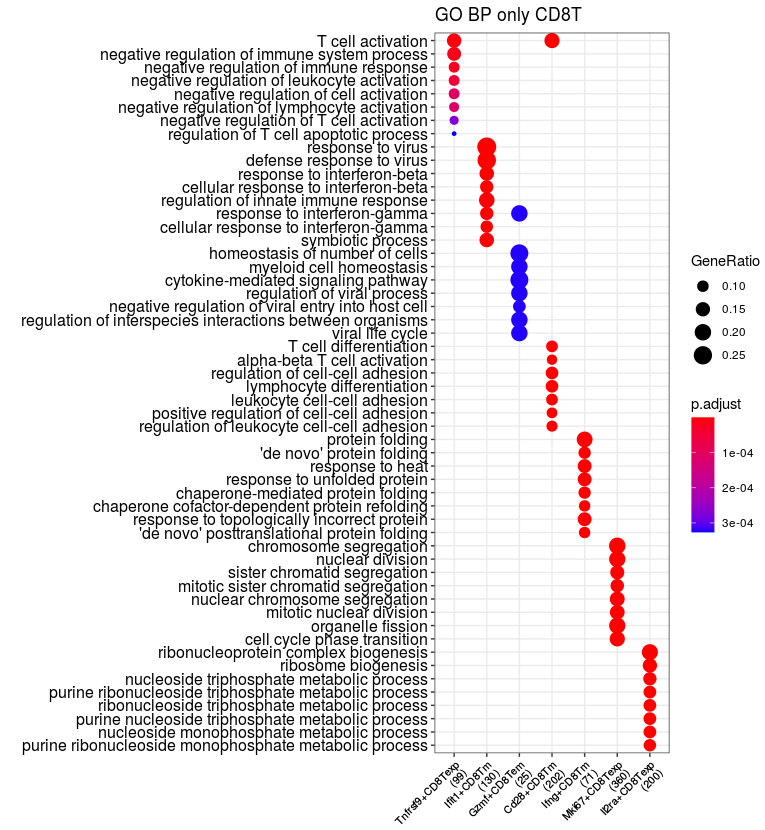 GO BP only CD8T
T cell activation
negative regulation of immune system process
negative regulation of immune response
negative regulation of leukocyte activation
negative regulation of cell activation
negative regulation of lymphocyte activation
negative regulation of T cell activation
regulation of T cell apoptotic process
response to virus
defense response to virus
response to interferon-beta
cellular response to interferon-beta
regulation of innate immune response
response to interferon-gamma
cellular response to interferon-gamma
symbiotic process
homeostasis of number of cells
myeloid cell homeostasis
cytokine-mediated signaling pathway
regulation of viral process
negative regulation of viral entry into host cell
regulation of interspecies interactions between organisms
viral life cycle
T cell differentiation
alpha-beta T cell activation
regulation of cell-cell adhesion
lymphocyte differentiation
leukocyte cell-cell adhesion
positive regulation of cell-cell adhesion
regulation of leukocyte cell-cell adhesion
protein folding
'de novo' protein folding
response to heat
response to unfolded protein
chaperone-mediated protein folding
chaperone cofactor-dependent protein refolding
response to topologically incorrect protein
'de novo' posttranslational protein folding
chromosome segregation
nuclear division
sister chromatid segregation
mitotic sister chromatid segregation
nuclear chromosome segregation
mitotic nuclear division
organelle fission
cell cycle phase transition
ribonucleoprotein complex biogenesis
ribosome biogenesis
nucleoside triphosphate metabolic process
purine ribonucleoside triphosphate metabolic process
ribonucleoside triphosphate metabolic process
purine nucleoside triphosphate metabolic process
nucleoside monophosphate metabolic process
purine ribonucleoside monophosphate metabolic process
Tnfrsf9+CD8Texp
(99)
Ifit1+CD8Tm
(130)
Gzmf+CD8Tem
(25)
Cd28+CD8Tm
(202)
Ifng+CD8Tm
(71)
Mki67+CD8Texp
(360)
Il2ra+CD8Texp
(200)
GeneRatio
0.10
0.15
0.20
0.25
p.adjust
1e-04
2e-04
3e-04